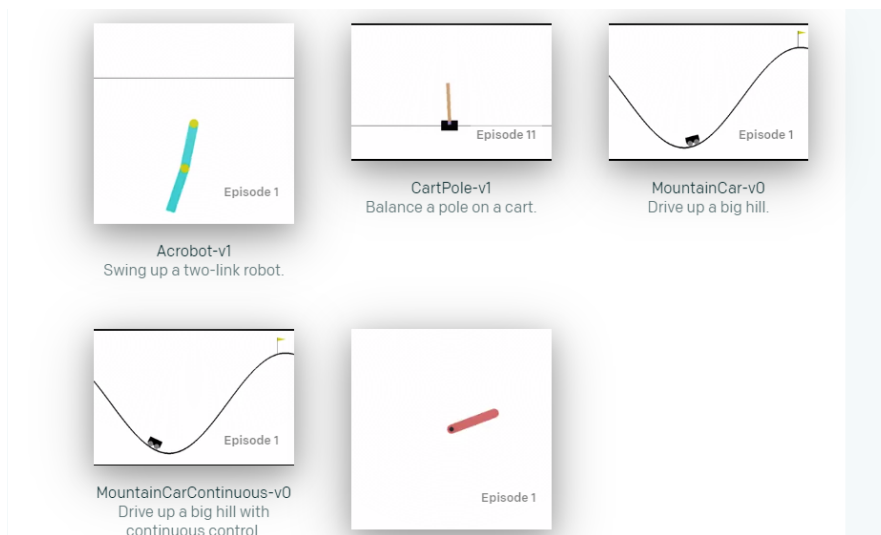 Episode 1
Acrobot-v1
Swing up a two-link robot.
Episode 11
CartPole-v1
Balance a pole on a cart.
Episode 1
MountainCar-v0
Drive up a big hill.
Episode 1
MountainCarContinuous-v0
Drive up a big hill with
continuous control
Episode 1